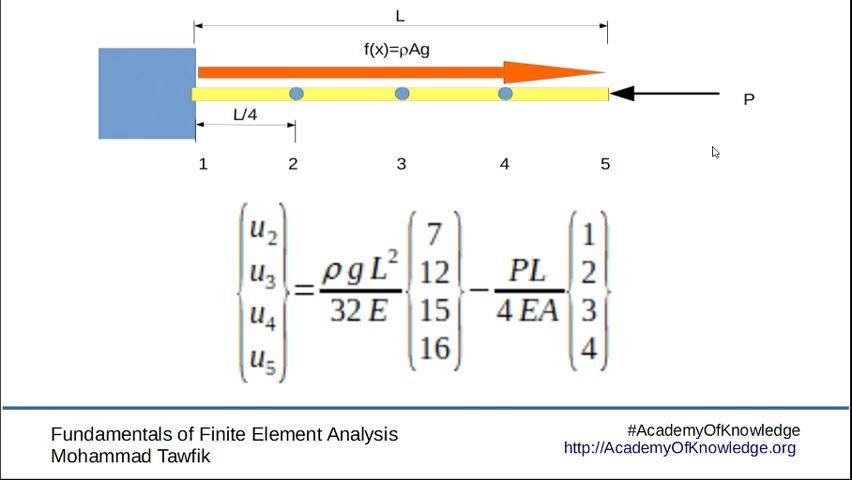 L
f(x)=ρAg
P
L/4
1 2 3 4 5
{u₂ u₃ u₄ u₅} = ρgL²/32E {7 12 15 16} − PL/4EA {1 2 3 4}
Fundamentals of Finite Element Analysis
Mohammad Tawfik
#AcademyOfKnowledge
http://AcademyOfKnowledge.org